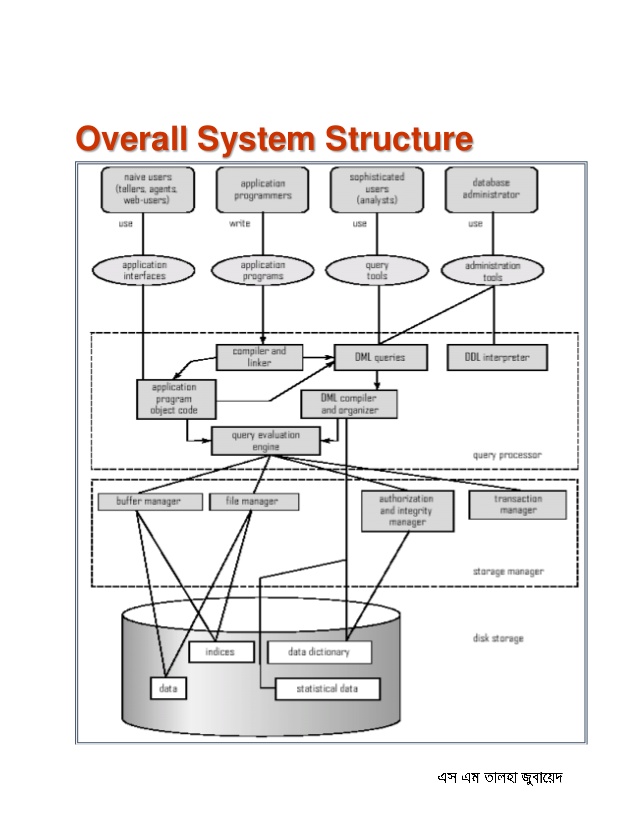 Overall System Structure
naive users
(tellers, agents,
web-users)
application
programmers
sophisticated
users
(analysts)
database
administrator
use
write
use
use
application
interfaces
application
programs
query
tools
administration
tools
compiler and
linker
DML queries
DDL interpreter
application
program
object code
DML compiler
and organizer
query evaluation
engine
query processor
buffer manager
file manager
authorization
and integrity
manager
transaction
manager
storage manager
disk storage
indices
data dictionary
data
statistical data
এস এম তালহা জুবায়েদ